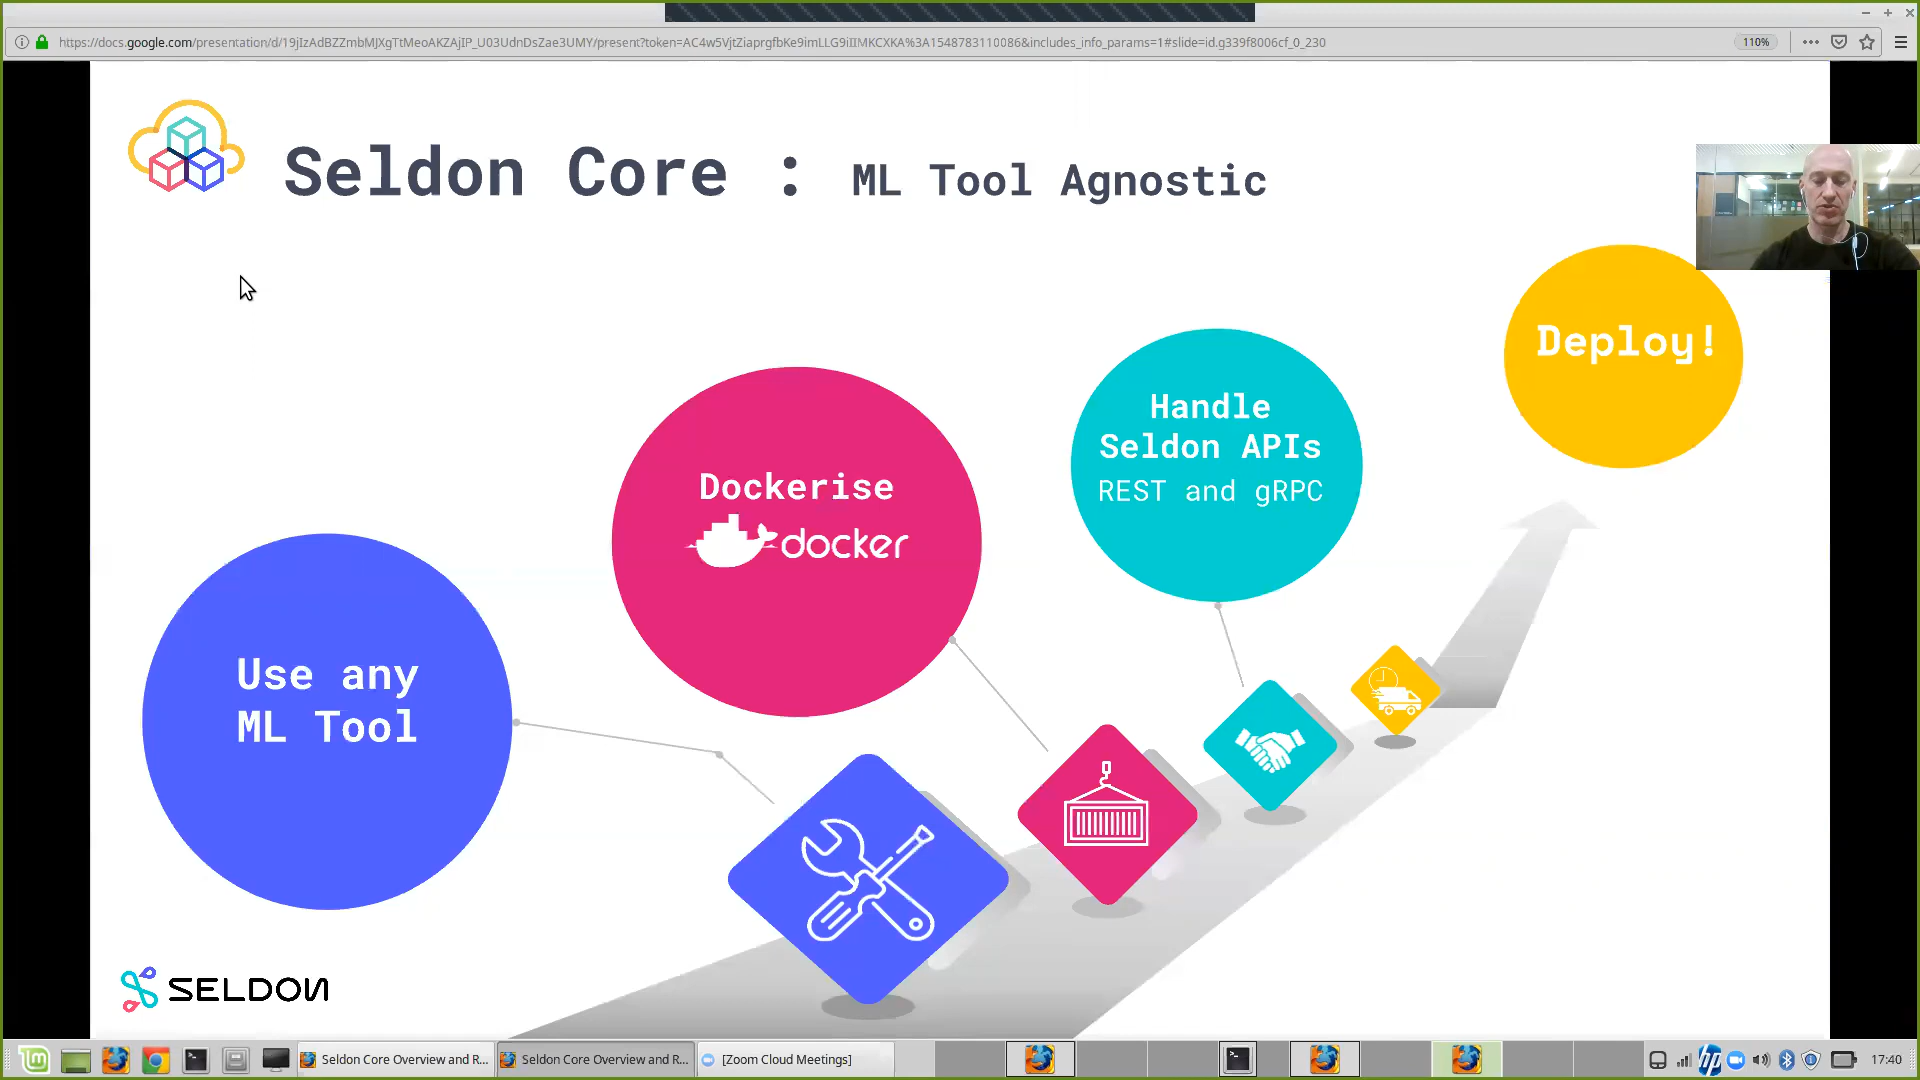 https://docs.google.com/presentation/d/19jIzAdBZZmbMJXgTtMeoAKZAjIP_U03UdnDsZae3UMY/present?token=AC4w5VjtZiaprgfbKe9imLLG9iIIMKCXKA%3A1548783110086&includes_info_params=1#slide=id.g339f8006cf_0_230
110%
Seldon Core : ML Tool Agnostic
Deploy!
Handle
Seldon APIs
REST and gRPC
Dockerise
docker
Use any
ML Tool
SELDON
Seldon Core Overview and R...
Seldon Core Overview and R...
[Zoom Cloud Meetings]
17:40